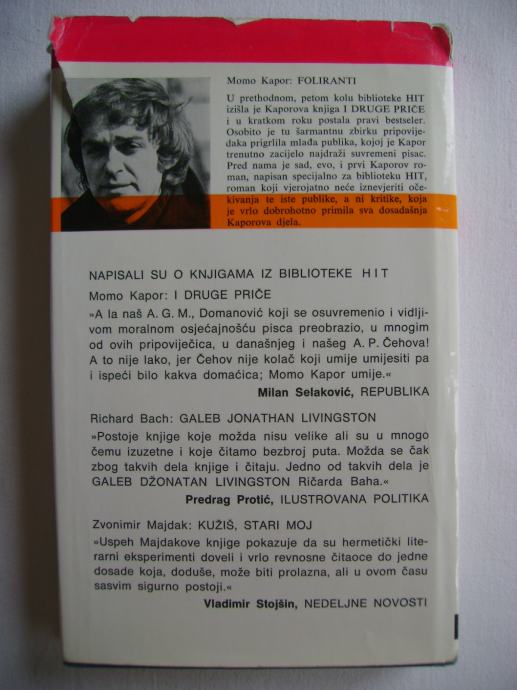 Momo Kapor: FOLIRANTI
U prethodnom, petom kolu biblioteke HIT
izišla je Kaporova knjiga I DRUGE PRIČE
i u kratkom roku postala pravi bestseler.
Osobito je tu šarmantnu zbirku pripovije-
daka prigrlila mlađa publika, kojoj je Kapor
trenutno zacijelo najdraži suvremeni pisac.
Pred nama je sad, evo, i prvi Kaporov ro-
man, napisan specijalno za biblioteku HIT,
roman koji vjerojatno neće iznevjeriti oče-
kivanja te iste publike, a ni kritike, koja
je vrlo dobrohotno primila sva dosadašnja
Kaporova djela.
NAPISALI SU O KNJIGAMA IZ BIBLIOTEKE HIT
Momo Kapor: I DRUGE PRIČE
»A la naš A. G. M., Domanović koji se osuvremenio i vidlji-
vom moralnom osjećajnošću pisca preobrazio, u mnogim
od ovih pripoviječica, u današnjeg i našeg A. P. Čehova!
A to nije lako, jer Čehov nije kolač koji umije umijesiti pa
i ispeći bilo kakva domaćica; Momo Kapor umije.«
Milan Selaković, REPUBLIKA
Richard Bach: GALEB JONATHAN LIVINGSTON
»Postoje knjige koje možda nisu velike ali su u mnogo
čemu izuzetne i koje čitamo bezbroj puta. Možda se čak
zbog takvih dela knjige i čitaju. Jedno od takvih dela je
GALEB DŽONATAN LIVINGSTON Ričarda Baha.«
Predrag Protić, ILUSTROVANA POLITIKA
Zvonimir Majdak: KUŽIŠ, STARI MOJ
»Uspeh Majdakove knjige pokazuje da su hermetički lite-
rarni eksperimenti doveli i vrlo revnosne čitaoce do jedne
dosade koja, doduše, može biti prolazna, ali u ovom času
sasvim sigurno postoji.«
Vladimir Stojšin, NEDELJNE NOVOSTI